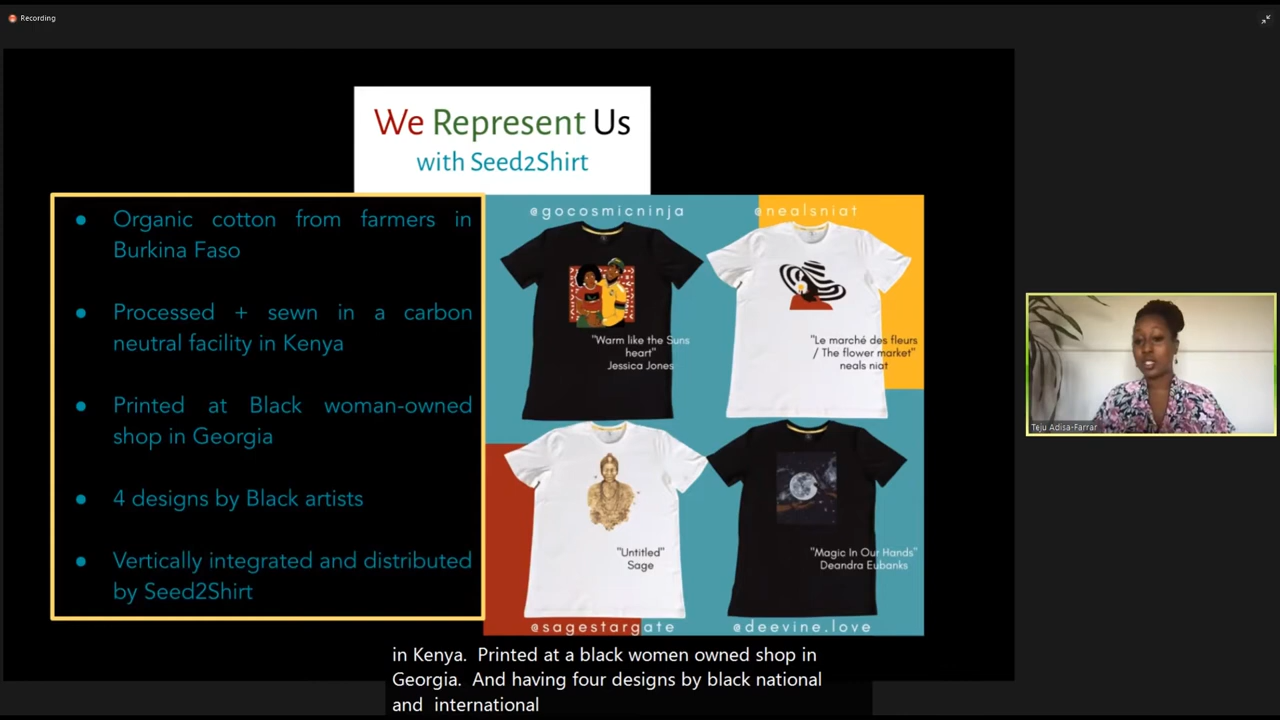 Recording
We Represent Us
with Seed2Shirt
● Organic cotton from farmers in
Burkina Faso
● Processed + sewn in a carbon
neutral facility in Kenya
● Printed at Black woman-owned
shop in Georgia
● 4 designs by Black artists
● Vertically integrated and distributed
by Seed2Shirt
@gocosmicninja
@nealsniat
"Warm like the Suns
heart"
Jessica Jones
"Le marché des fleurs
/ The flower market"
neals niat
"Untitled"
Sage
"Magic In Our Hands"
Deandra Eubanks
@sagestargate
@deevine.love
Teju Adisa-Farrar
in Kenya.  Printed at a black women owned shop in
Georgia.  And having four designs by black national
and  international